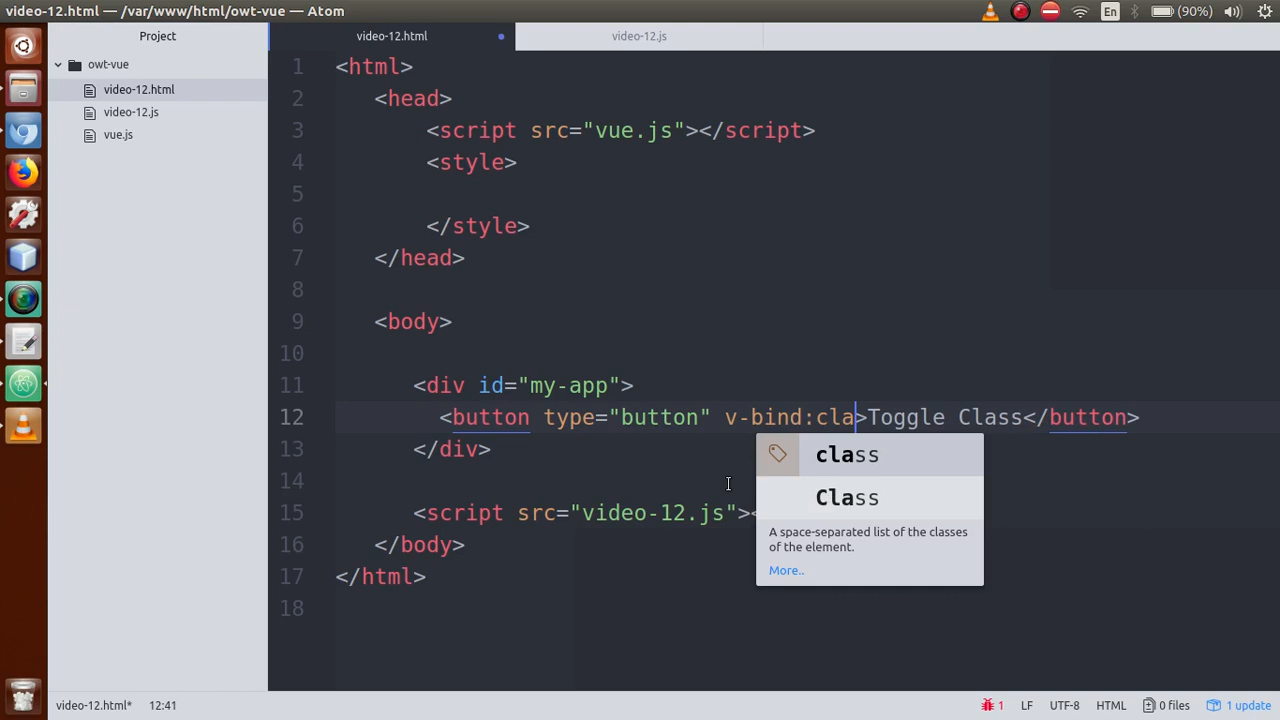 video-12.html — /var/www/html/owt-vue — Atom
En
(90%)
Project
video-12.html
video-12.js
owt-vue
video-12.html
video-12.js
vue.js
1 <html>
2 <head>
3 <script src="vue.js"></script>
4 <style>
5
6 </style>
7 </head>
8
9 <body>
10
11 <div id="my-app">
12 <button type="button" v-bind:cla>Toggle Class</button>
13 </div>
14
15 <script src="video-12.js"><
16 </body>
17 </html>
18
class
Class
A space-separated list of the classes
of the element.
More..
video-12.html* 12:41
1 LF UTF-8 HTML 0 files 1 update